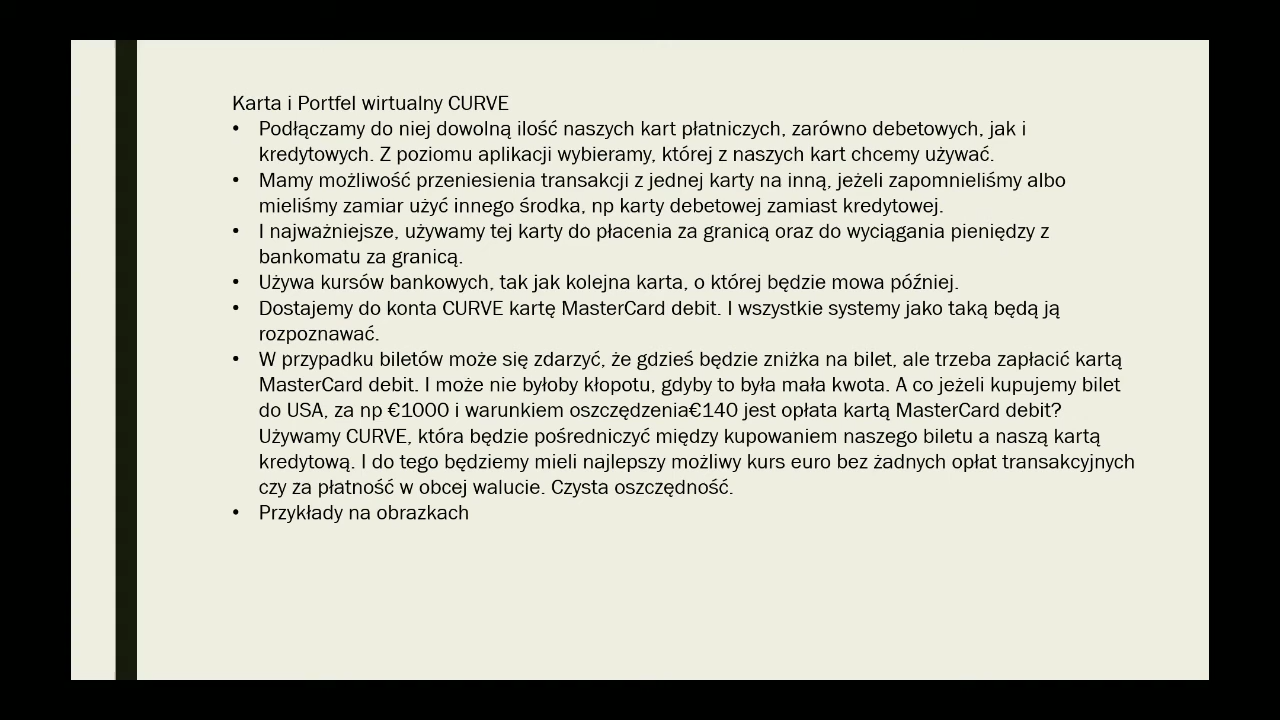 Karta i Portfel wirtualny CURVE
• Podłączamy do niej dowolną ilość naszych kart płatniczych, zarówno debetowych, jak i
kredytowych. Z poziomu aplikacji wybieramy, której z naszych kart chcemy używać.
• Mamy możliwość przeniesienia transakcji z jednej karty na inną, jeżeli zapomnieliśmy albo
mieliśmy zamiar użyć innego środka, np karty debetowej zamiast kredytowej.
• I najważniejsze, używamy tej karty do płacenia za granicą oraz do wyciągania pieniędzy z
bankomatu za granicą.
• Używa kursów bankowych, tak jak kolejna karta, o której będzie mowa później.
• Dostajemy do konta CURVE kartę MasterCard debit. I wszystkie systemy jako taką będą ją
rozpoznawać.
• W przypadku biletów może się zdarzyć, że gdzieś będzie zniżka na bilet, ale trzeba zapłacić kartą
MasterCard debit. I może nie byłoby kłopotu, gdyby to była mała kwota. A co jeżeli kupujemy bilet
do USA, za np €1000 i warunkiem oszczędzenia€140 jest opłata kartą MasterCard debit?
Używamy CURVE, która będzie pośredniczyć między kupowaniem naszego biletu a naszą kartą
kredytową. I do tego będziemy mieli najlepszy możliwy kurs euro bez żadnych opłat transakcyjnych
czy za płatność w obcej walucie. Czysta oszczędność.
• Przykłady na obrazkach